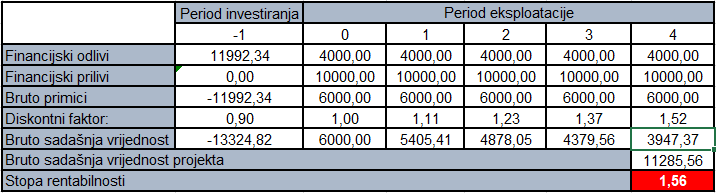 Period investiranja Period eksploatacije
-1 0 1 2 3 4
Financijski odlivi 11992,34 4000,00 4000,00 4000,00 4000,00 4000,00
Financijski prilivi 0,00 10000,00 10000,00 10000,00 10000,00 10000,00
Bruto primici -11992,34 6000,00 6000,00 6000,00 6000,00 6000,00
Diskontni faktor: 0,90 1,00 1,11 1,23 1,37 1,52
Bruto sadašnja vrijednost -13324,82 6000,00 5405,41 4878,05 4379,56 3947,37
Bruto sadašnja vrijednost projekta 11285,56
Stopa rentabilnosti 1,56